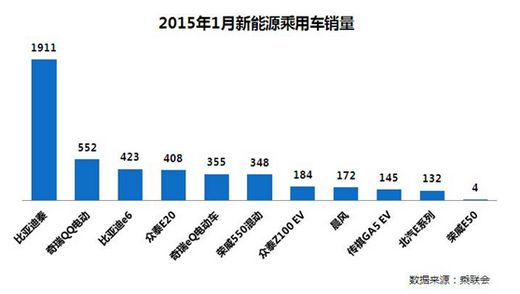 2015年1月新能源乘用车销量
1911
552
423
408
355
348
184
172
145
132
4
比亚迪秦
奇瑞QQ电动
比亚迪e6
众泰E20
奇瑞eQ电动车
荣威550混动
众泰Z100 EV
晨风
传祺GA5 EV
北汽E系列
荣威E50
数据来源：乘联会